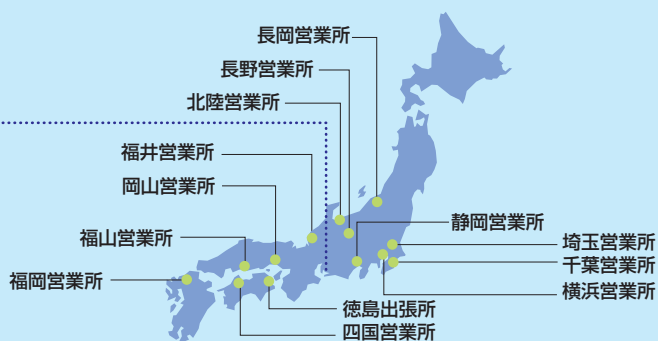 長岡営業所
長野営業所
北陸営業所
福井営業所
岡山営業所
福山営業所
福岡営業所
静岡営業所
埼玉営業所
千葉営業所
横浜営業所
徳島出張所
四国営業所